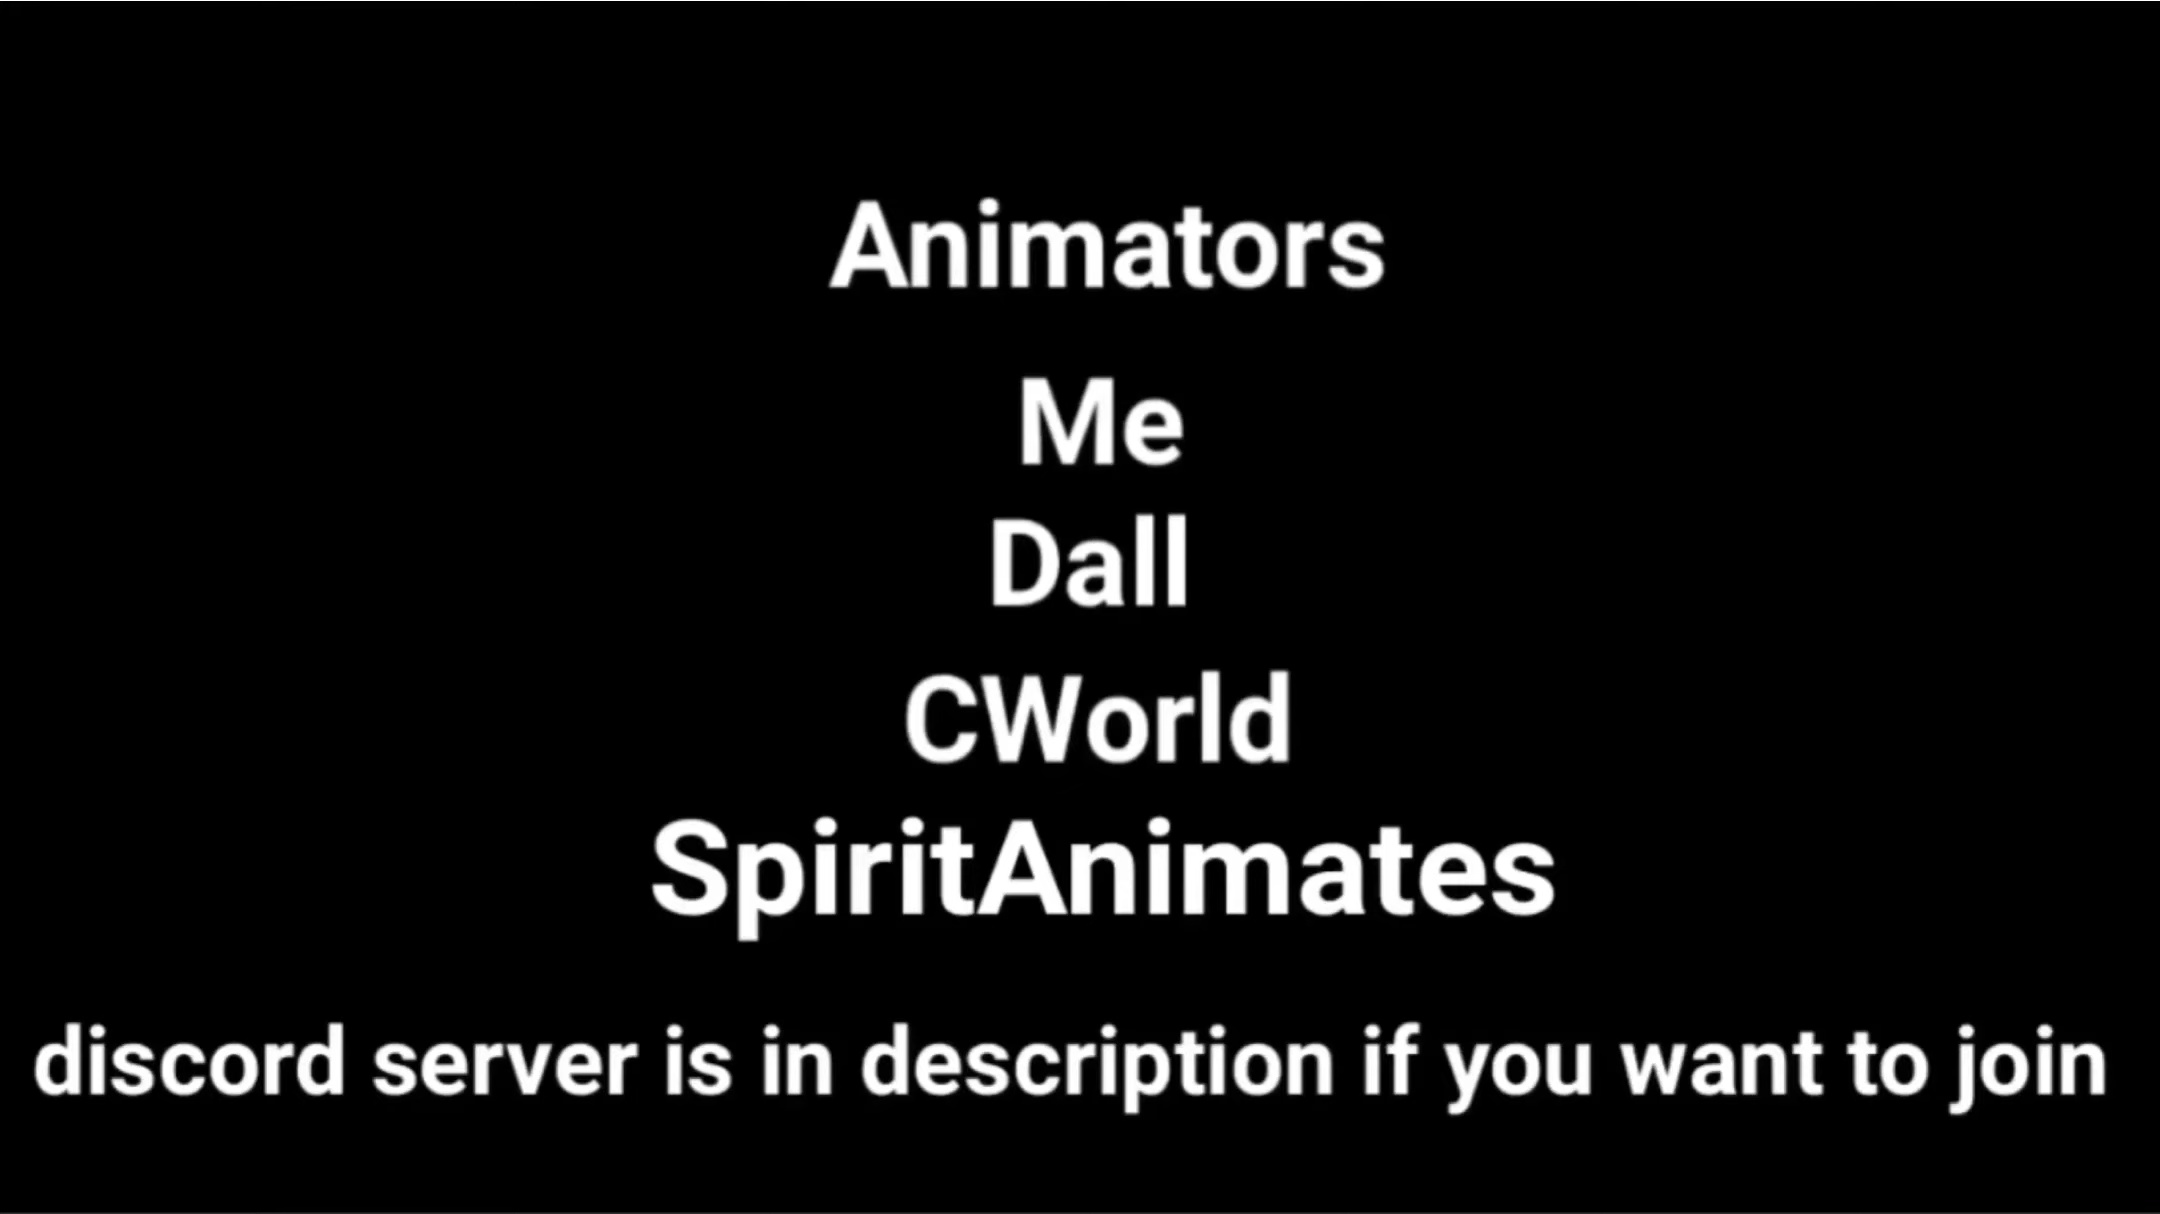 Animators
Me
Dall
CWorld
SpiritAnimates
discord server is in description if you want to join